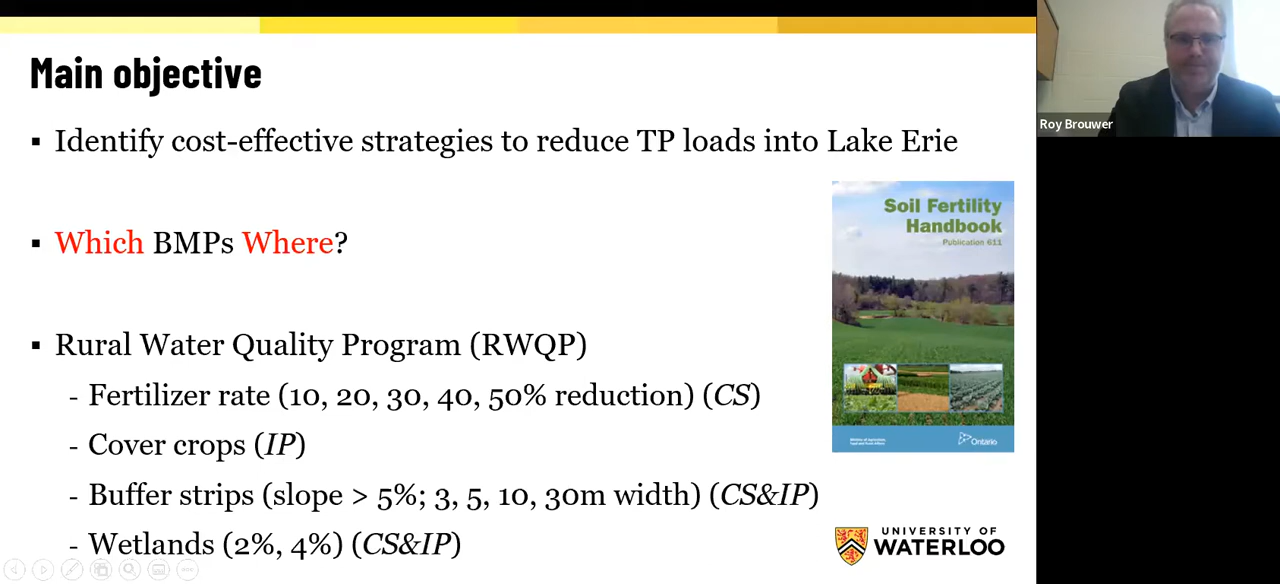 Main objective
▪ Identify cost-effective strategies to reduce TP loads into Lake Erie
▪ Which BMPs Where?
▪ Rural Water Quality Program (RWQP)
- Fertilizer rate (10, 20, 30, 40, 50% reduction) (CS)
- Cover crops (IP)
- Buffer strips (slope > 5%; 3, 5, 10, 30m width) (CS&IP)
- Wetlands (2%, 4%) (CS&IP)
Soil Fertility
Handbook
Publication 611
Ontario
UNIVERSITY OF
WATERLOO
Roy Brouwer